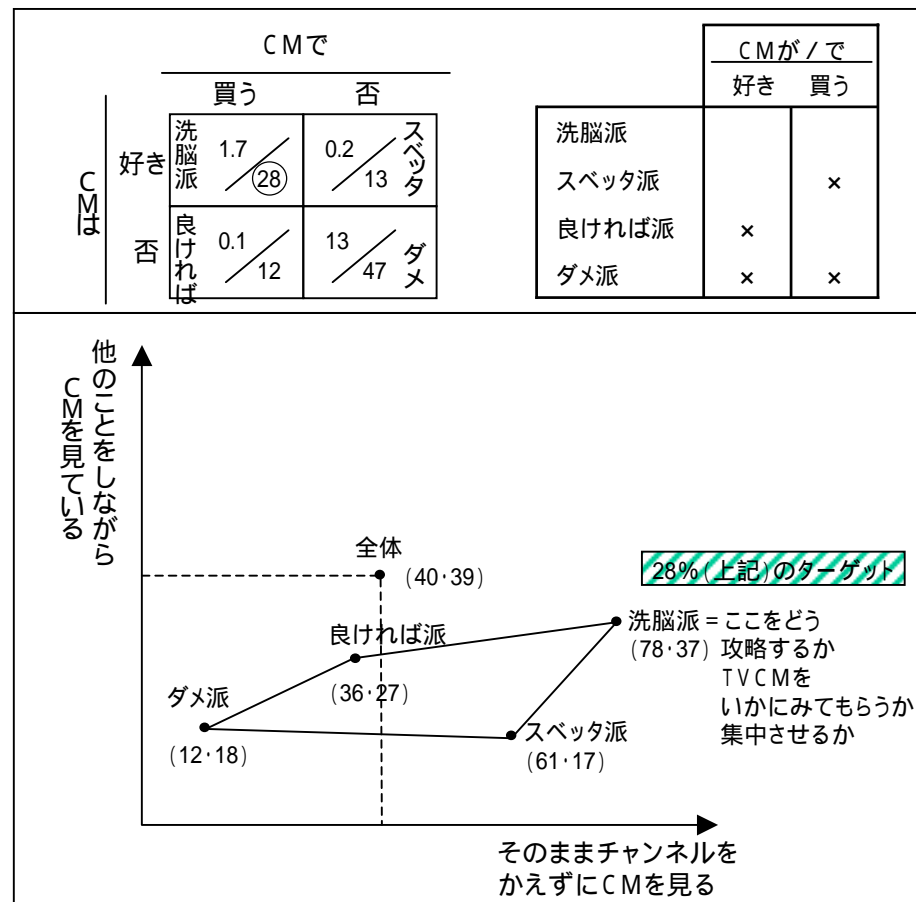 CMで
買う 否
CMは
好き 洗脳派 1.7/28 0.2/13 スベッタ
否 良ければ 0.1/12 13/47 ダメ
CMが/で
好き 買う
洗脳派
スベッタ派 ×
良ければ派 ×
ダメ派 × ×
他のことをしながら
CMを見ている
全体
(40・39)
28%(上記)のターゲット
良ければ派
(36・27)
洗脳派=ここをどう
(78・37) 攻略するか
TVCMを
いかにみてもらうか
集中させるか
ダメ派
(12・18)
スベッタ派
(61・17)
そのままチャンネルを
かえずにCMを見る